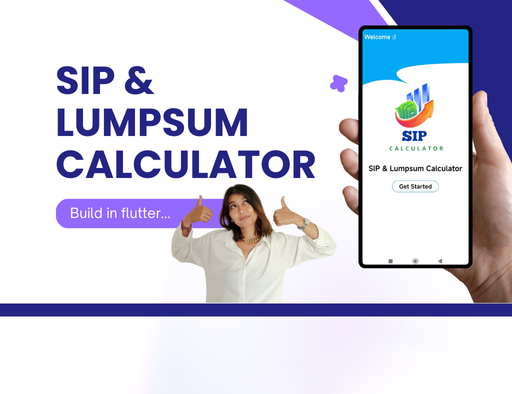 SIP &
LUMPSUM
CALCULATOR
Build in flutter...
Welcome :)
SIP
CALCULATOR
SIP & Lumpsum Calculator
Get Started